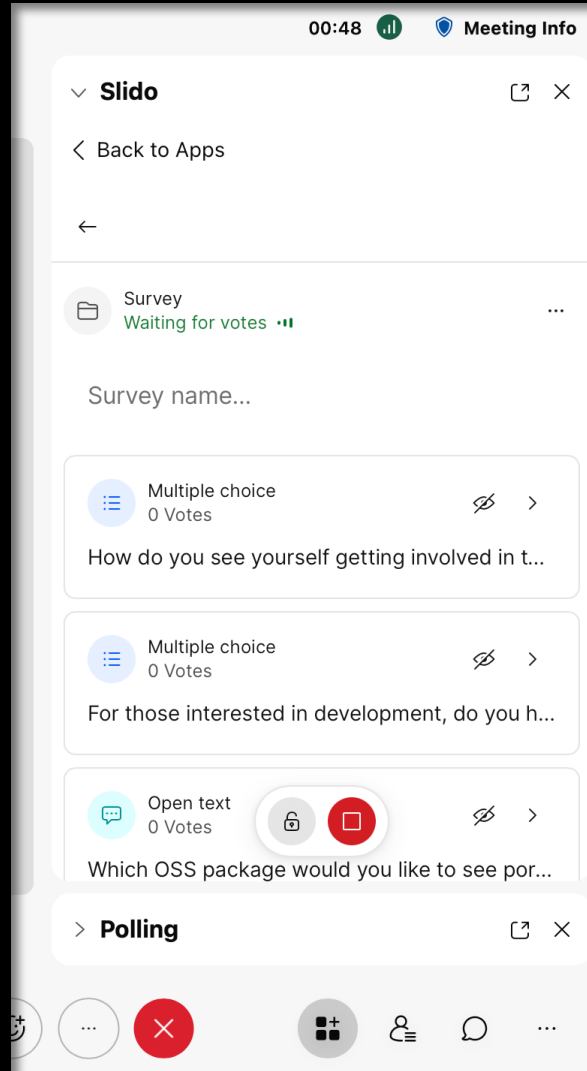 00:48 Meeting Info
Slido
Back to Apps
Survey
Waiting for votes
Survey name...
Multiple choice
0 Votes
How do you see yourself getting involved in t...
Multiple choice
0 Votes
For those interested in development, do you h...
Open text
0 Votes
Which OSS package would you like to see por...
Polling